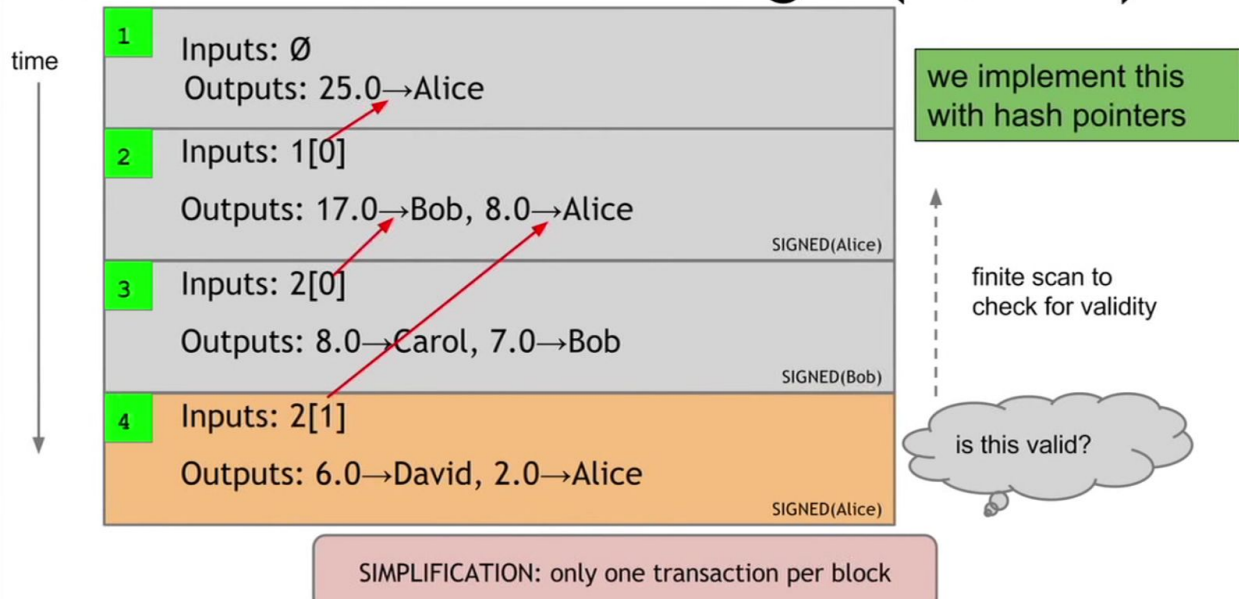 time
1
Inputs: Ø
Outputs: 25.0→Alice
we implement this
with hash pointers
2
Inputs: 1[0]
Outputs: 17.0→Bob, 8.0→Alice
SIGNED(Alice)
3
Inputs: 2[0]
Outputs: 8.0→Carol, 7.0→Bob
SIGNED(Bob)
finite scan to
check for validity
4
Inputs: 2[1]
Outputs: 6.0→David, 2.0→Alice
SIGNED(Alice)
is this valid?
SIMPLIFICATION: only one transaction per block